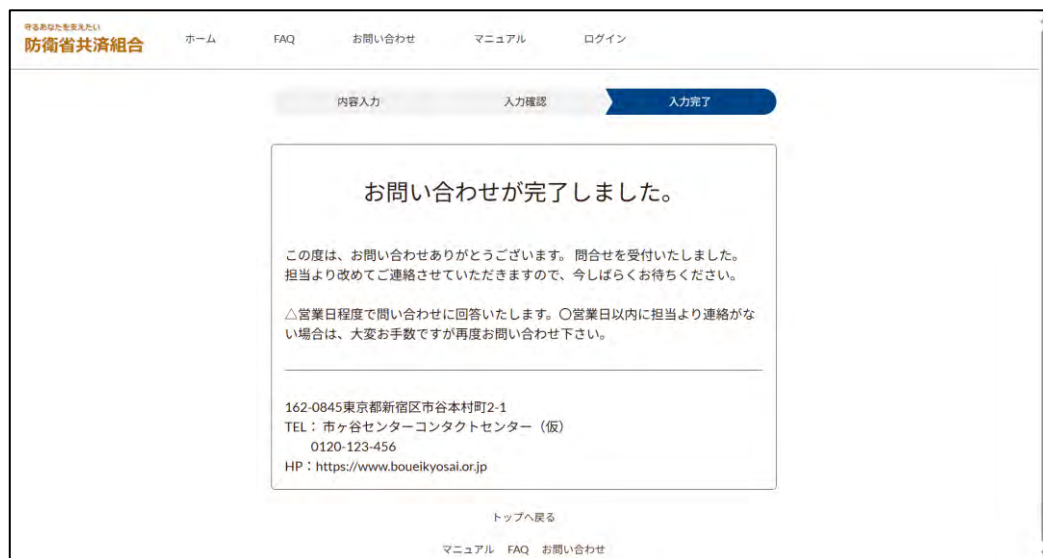 守るあなたを支えたい
防衛省共済組合
ホーム FAQ お問い合わせ マニュアル ログイン
内容入力 入力確認 入力完了
お問い合わせが完了しました。
この度は、お問い合わせありがとうございます。 問合せを受付いたしました。
担当より改めてご連絡させていただきますので、今しばらくお待ちください。
△営業日程度で問い合わせに回答いたします。〇営業日以内に担当より連絡がな
い場合は、大変お手数ですが再度お問い合わせ下さい。
162-0845東京都新宿区市谷本村町2-1
TEL： 市ヶ谷センターコンタクトセンター（仮）
0120-123-456
HP：https://www.boueikyosai.or.jp
トップへ戻る
マニュアル FAQ お問い合わせ